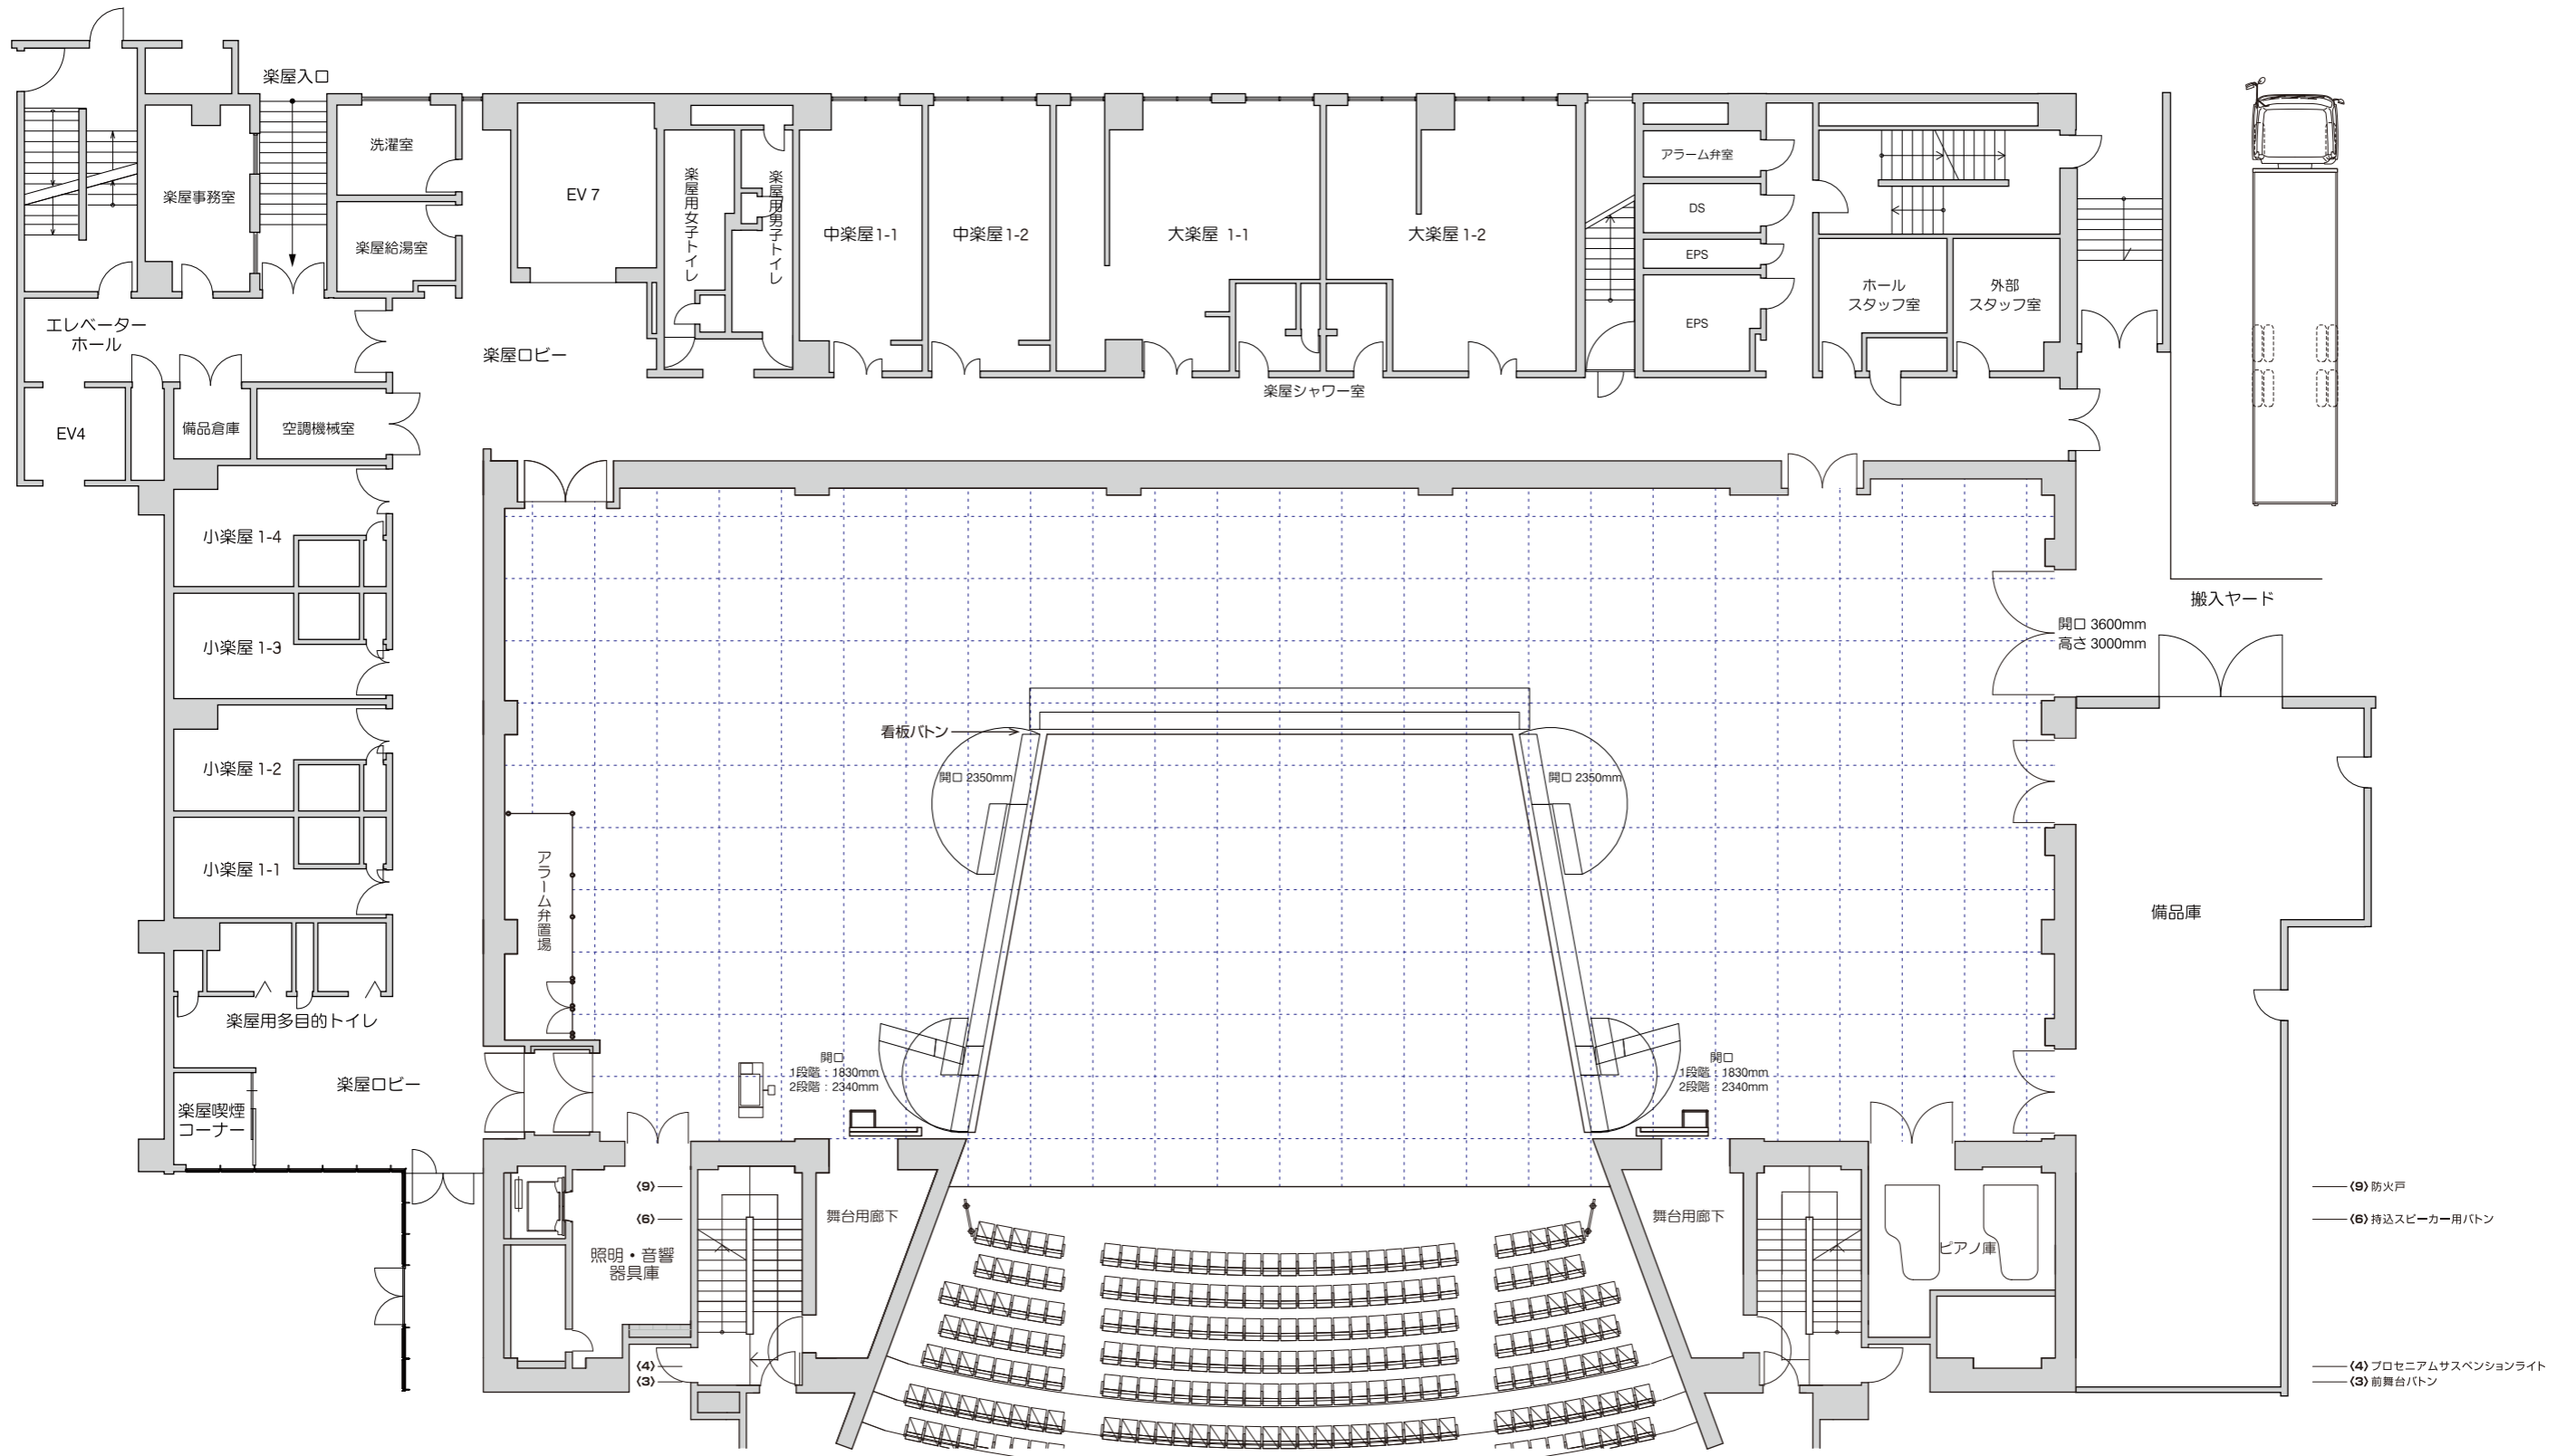 楽屋入口
洗濯室
楽屋事務室
楽屋給湯室
EV 7
楽屋用女子トイレ
楽屋用男子トイレ
中楽屋1-1
中楽屋1-2
大楽屋 1-1
大楽屋1-2
アラーム弁室
DS
EPS
EPS
ホール
スタッフ室
外部
スタッフ室
エレベーター
ホール
楽屋ロビー
楽屋シャワー室
EV4
備品倉庫
空調機械室
小楽屋 1-4
小楽屋 1-3
小楽屋 1-2
小楽屋 1-1
搬入ヤード
開口 3600mm
高さ 3000mm
看板バトン
開口 2350mm
開口 2350mm
アラーム弁置場
備品庫
楽屋用多目的トイレ
楽屋ロビー
楽屋喫煙
コーナー
開口
1段階：1830mm
2段階：2340mm
開口
1段階：1830mm
2段階：2340mm
〈9〉
〈6〉
照明・音響
器具庫
〈4〉
〈3〉
舞台用廊下
舞台用廊下
ピアノ庫
〈9〉防火戸
〈6〉持込スピーカー用バトン
〈4〉プロセニアムサスペンションライト
〈3〉前舞台バトン